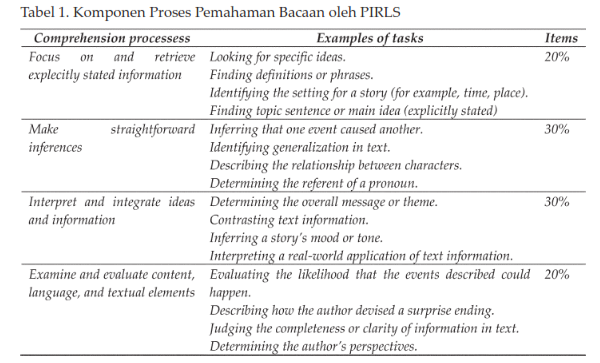 Tabel 1. Komponen Proses Pemahaman Bacaan oleh PIRLS
Comprehension processess Examples of tasks Items
Focus on and retrieve Looking for specific ideas. 20%
explecitly stated information Finding definitions or phrases.
Identifying the setting for a story (for example, time, place).
Finding topic sentence or main idea (explicitly stated)
Make straightforward Inferring that one event caused another. 30%
inferences Identifying generalization in text.
Describing the relationship between characters.
Determining the referent of a pronoun.
Interpret and integrate ideas Determining the overall message or theme. 30%
and information Contrasting text information.
Inferring a story's mood or tone.
Interpreting a real-world application of text information.
Examine and evaluate content, Evaluating the likelihood that the events described could 20%
language, and textual elements happen.
Describing how the author devised a surprise ending.
Judging the completeness or clarity of information in text.
Determining the author's perspectives.